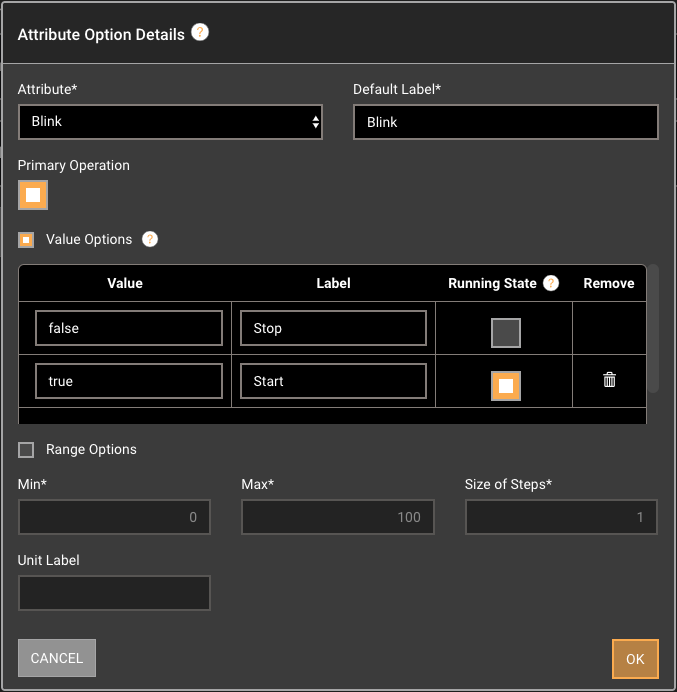 Attribute Option Details ?
Attribute* Default Label*
Blink Blink
Primary Operation
Value Options ?
Value Label Running State ? Remove
false Stop
true Start
Range Options
Min* Max* Size of Steps*
0 100 1
Unit Label
CANCEL OK